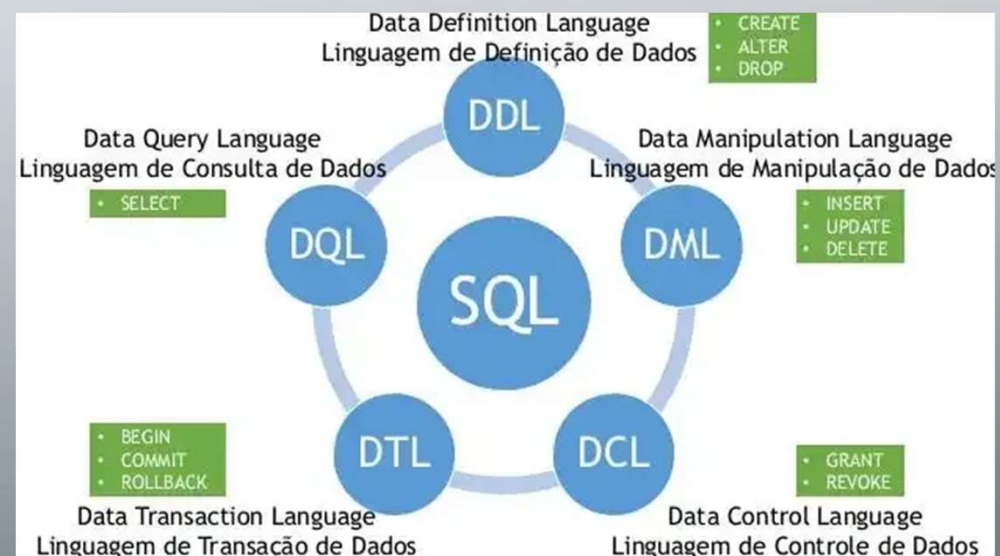 Data Definition Language
Linguagem de Definição de Dados
• CREATE
• ALTER
• DROP
DDL
Data Query Language
Linguagem de Consulta de Dados
• SELECT
DQL
Data Manipulation Language
Linguagem de Manipulação de Dados
• INSERT
• UPDATE
• DELETE
DML
SQL
• BEGIN
• COMMIT
• ROLLBACK
DTL
Data Transaction Language
Linguagem de Transação de Dados
DCL
• GRANT
• REVOKE
Data Control Language
Linguagem de Controle de Dados